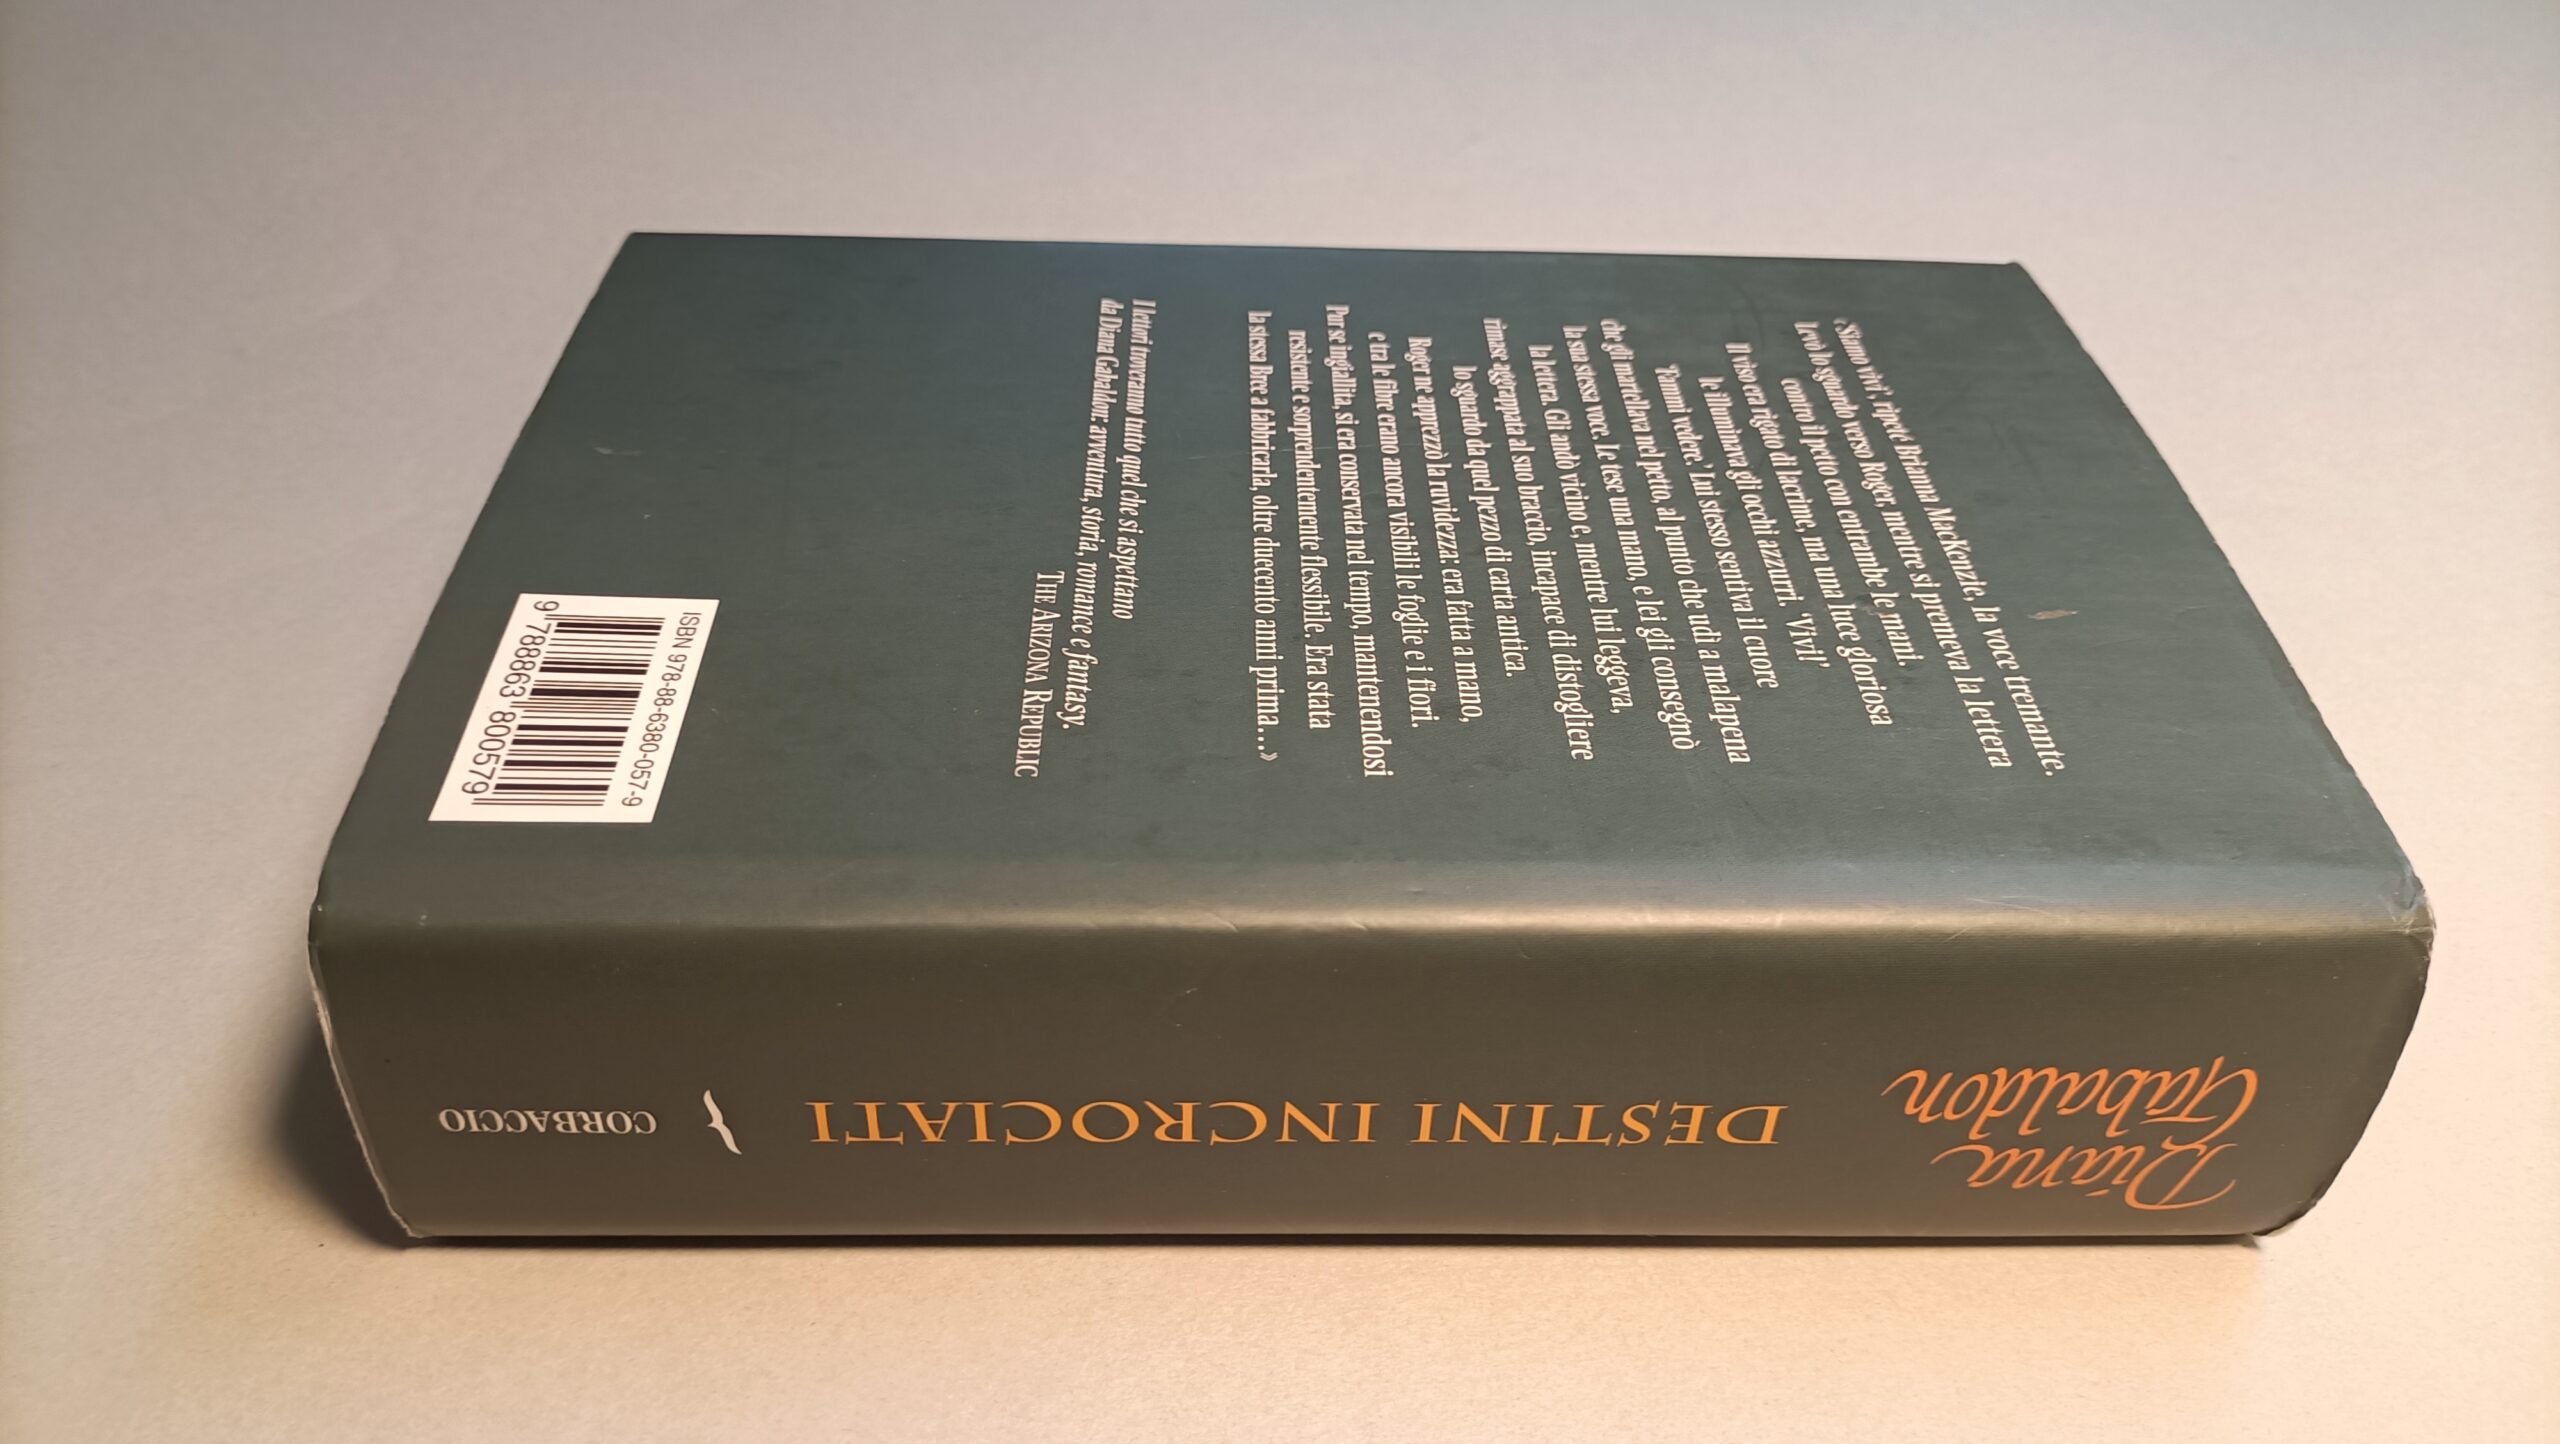 «'Siamo vivi', ripeté Brianna MacKenzie, la voce tremante.
Levò lo sguardo verso Roger, mentre si premeva la lettera
contro il petto con entrambe le mani.
Il viso era rigato di lacrime, ma una luce gloriosa
le illuminava gli occhi azzurri. 'Vivi!'
'Fammi vedere.' Lui stesso sentiva il cuore
che gli martellava nel petto, al punto che udì a malapena
la sua stessa voce. Le tese una mano, e lei gli consegnò
la lettera. Gli andò vicino e, mentre lui leggeva,
rimase aggrappata al suo braccio, incapace di distogliere
lo sguardo da quel pezzo di carta antica.
Roger ne apprezzò la ruvidezza: era fatta a mano,
e tra le fibre erano ancora visibili le foglie e i fiori.
Pur se ingiallita, si era conservata nel tempo, mantenendosi
resistente e sorprendentemente flessibile. Era stata
la stessa Bree a fabbricarla, oltre duecento anni prima...»
I lettori troveranno tutto quel che si aspettano
da Diana Gabaldon: avventura, storia, romance e fantasy.
THE ARIZONA REPUBLIC
ISBN 978-88-6380-057-9
9 788863 800579
Diana
Gabaldon
DESTINI INCROCIATI
CORBACCIO